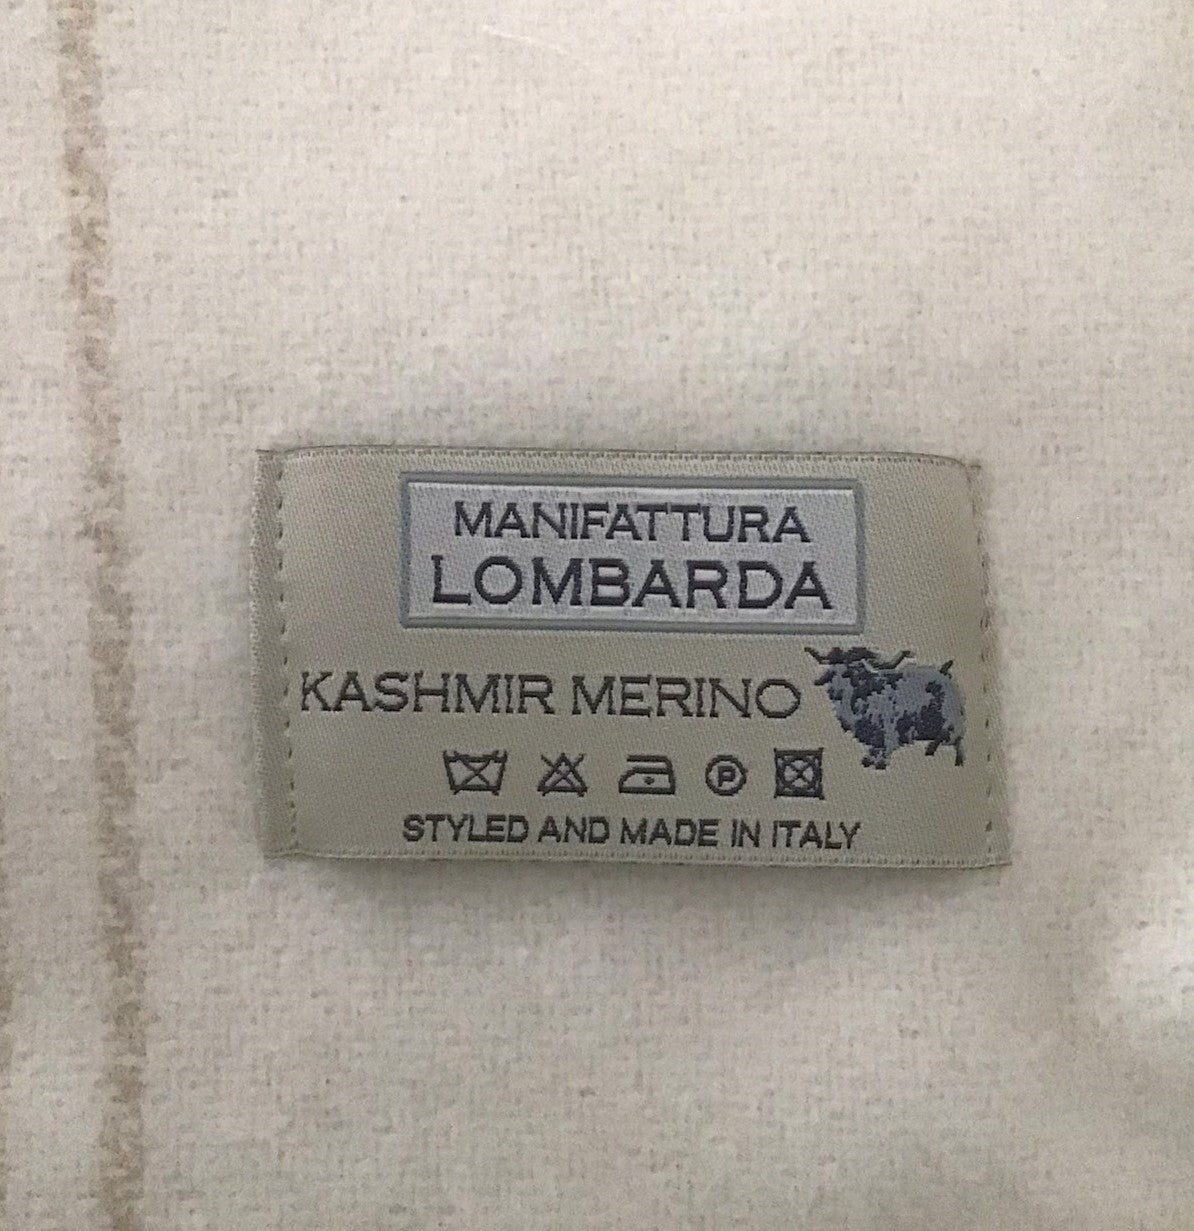 MANIFATTURA
LOMBARDA
KASHMIR MERINO
P
STYLED AND MADE IN ITALY